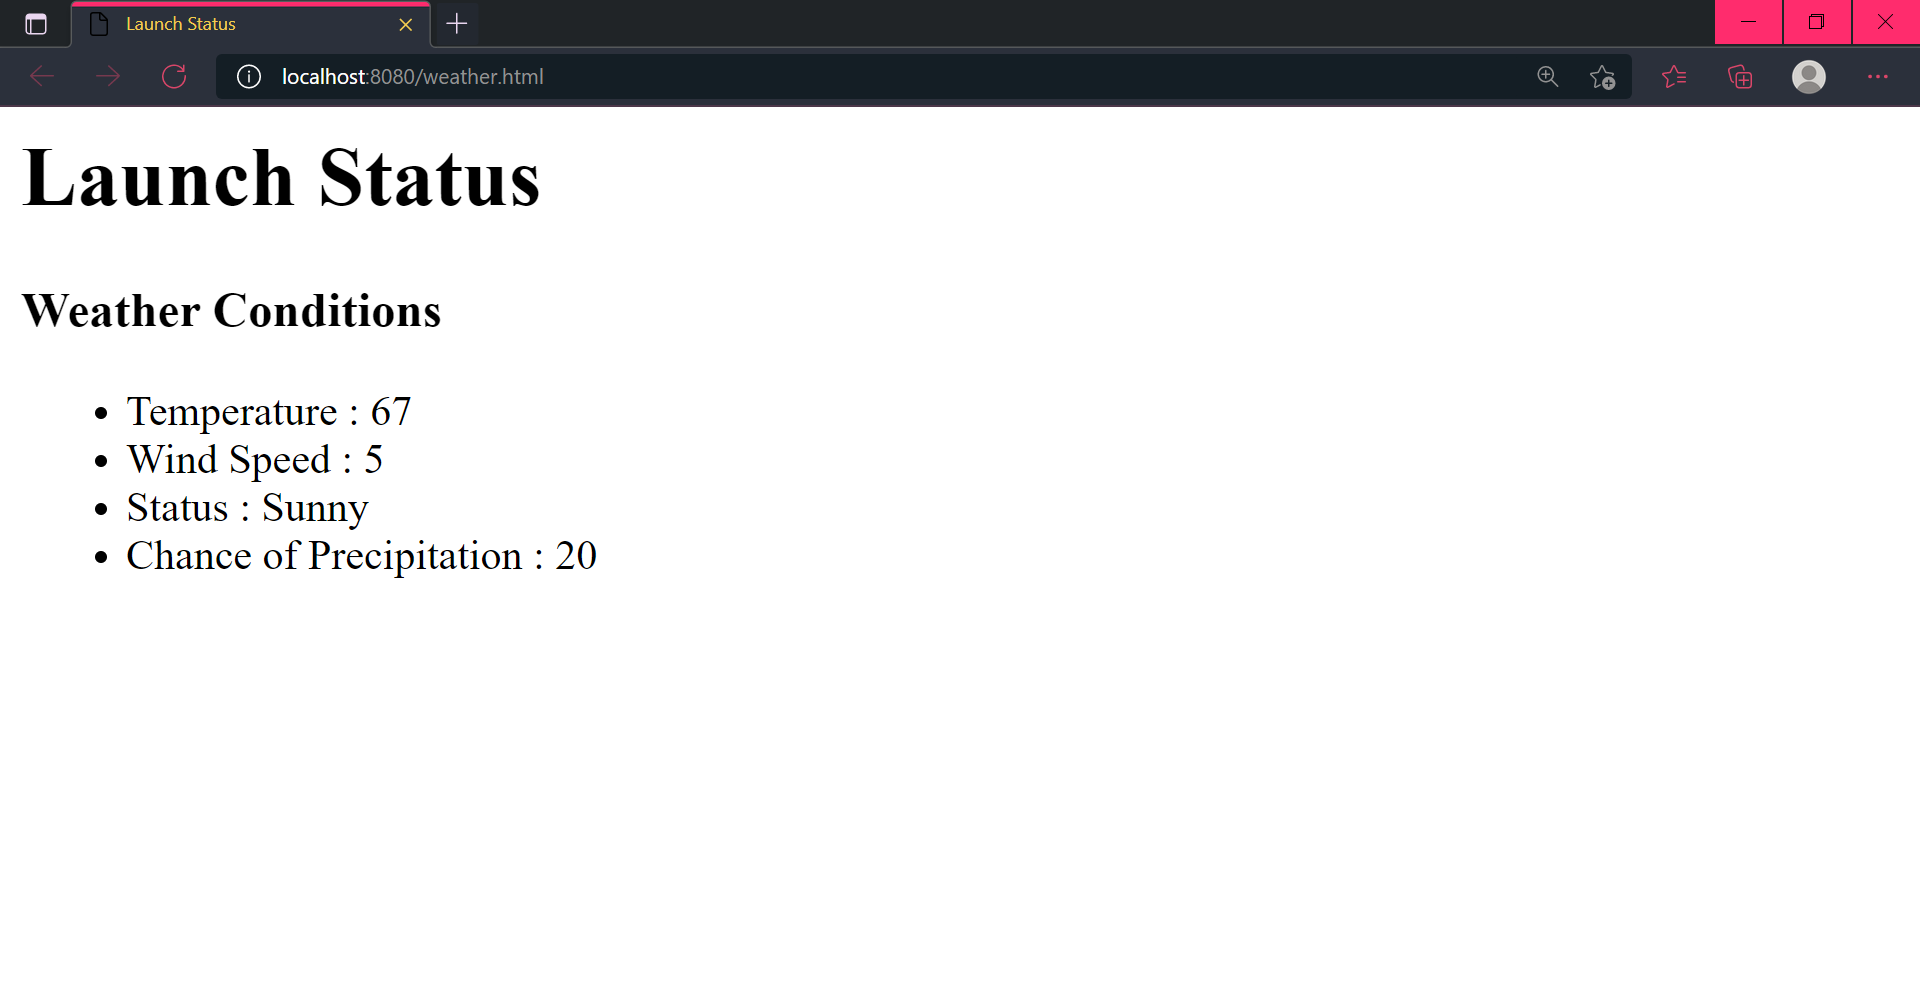 Launch Status
localhost:8080/weather.html
Launch Status
Weather Conditions
Temperature : 67
Wind Speed : 5
Status : Sunny
Chance of Precipitation : 20